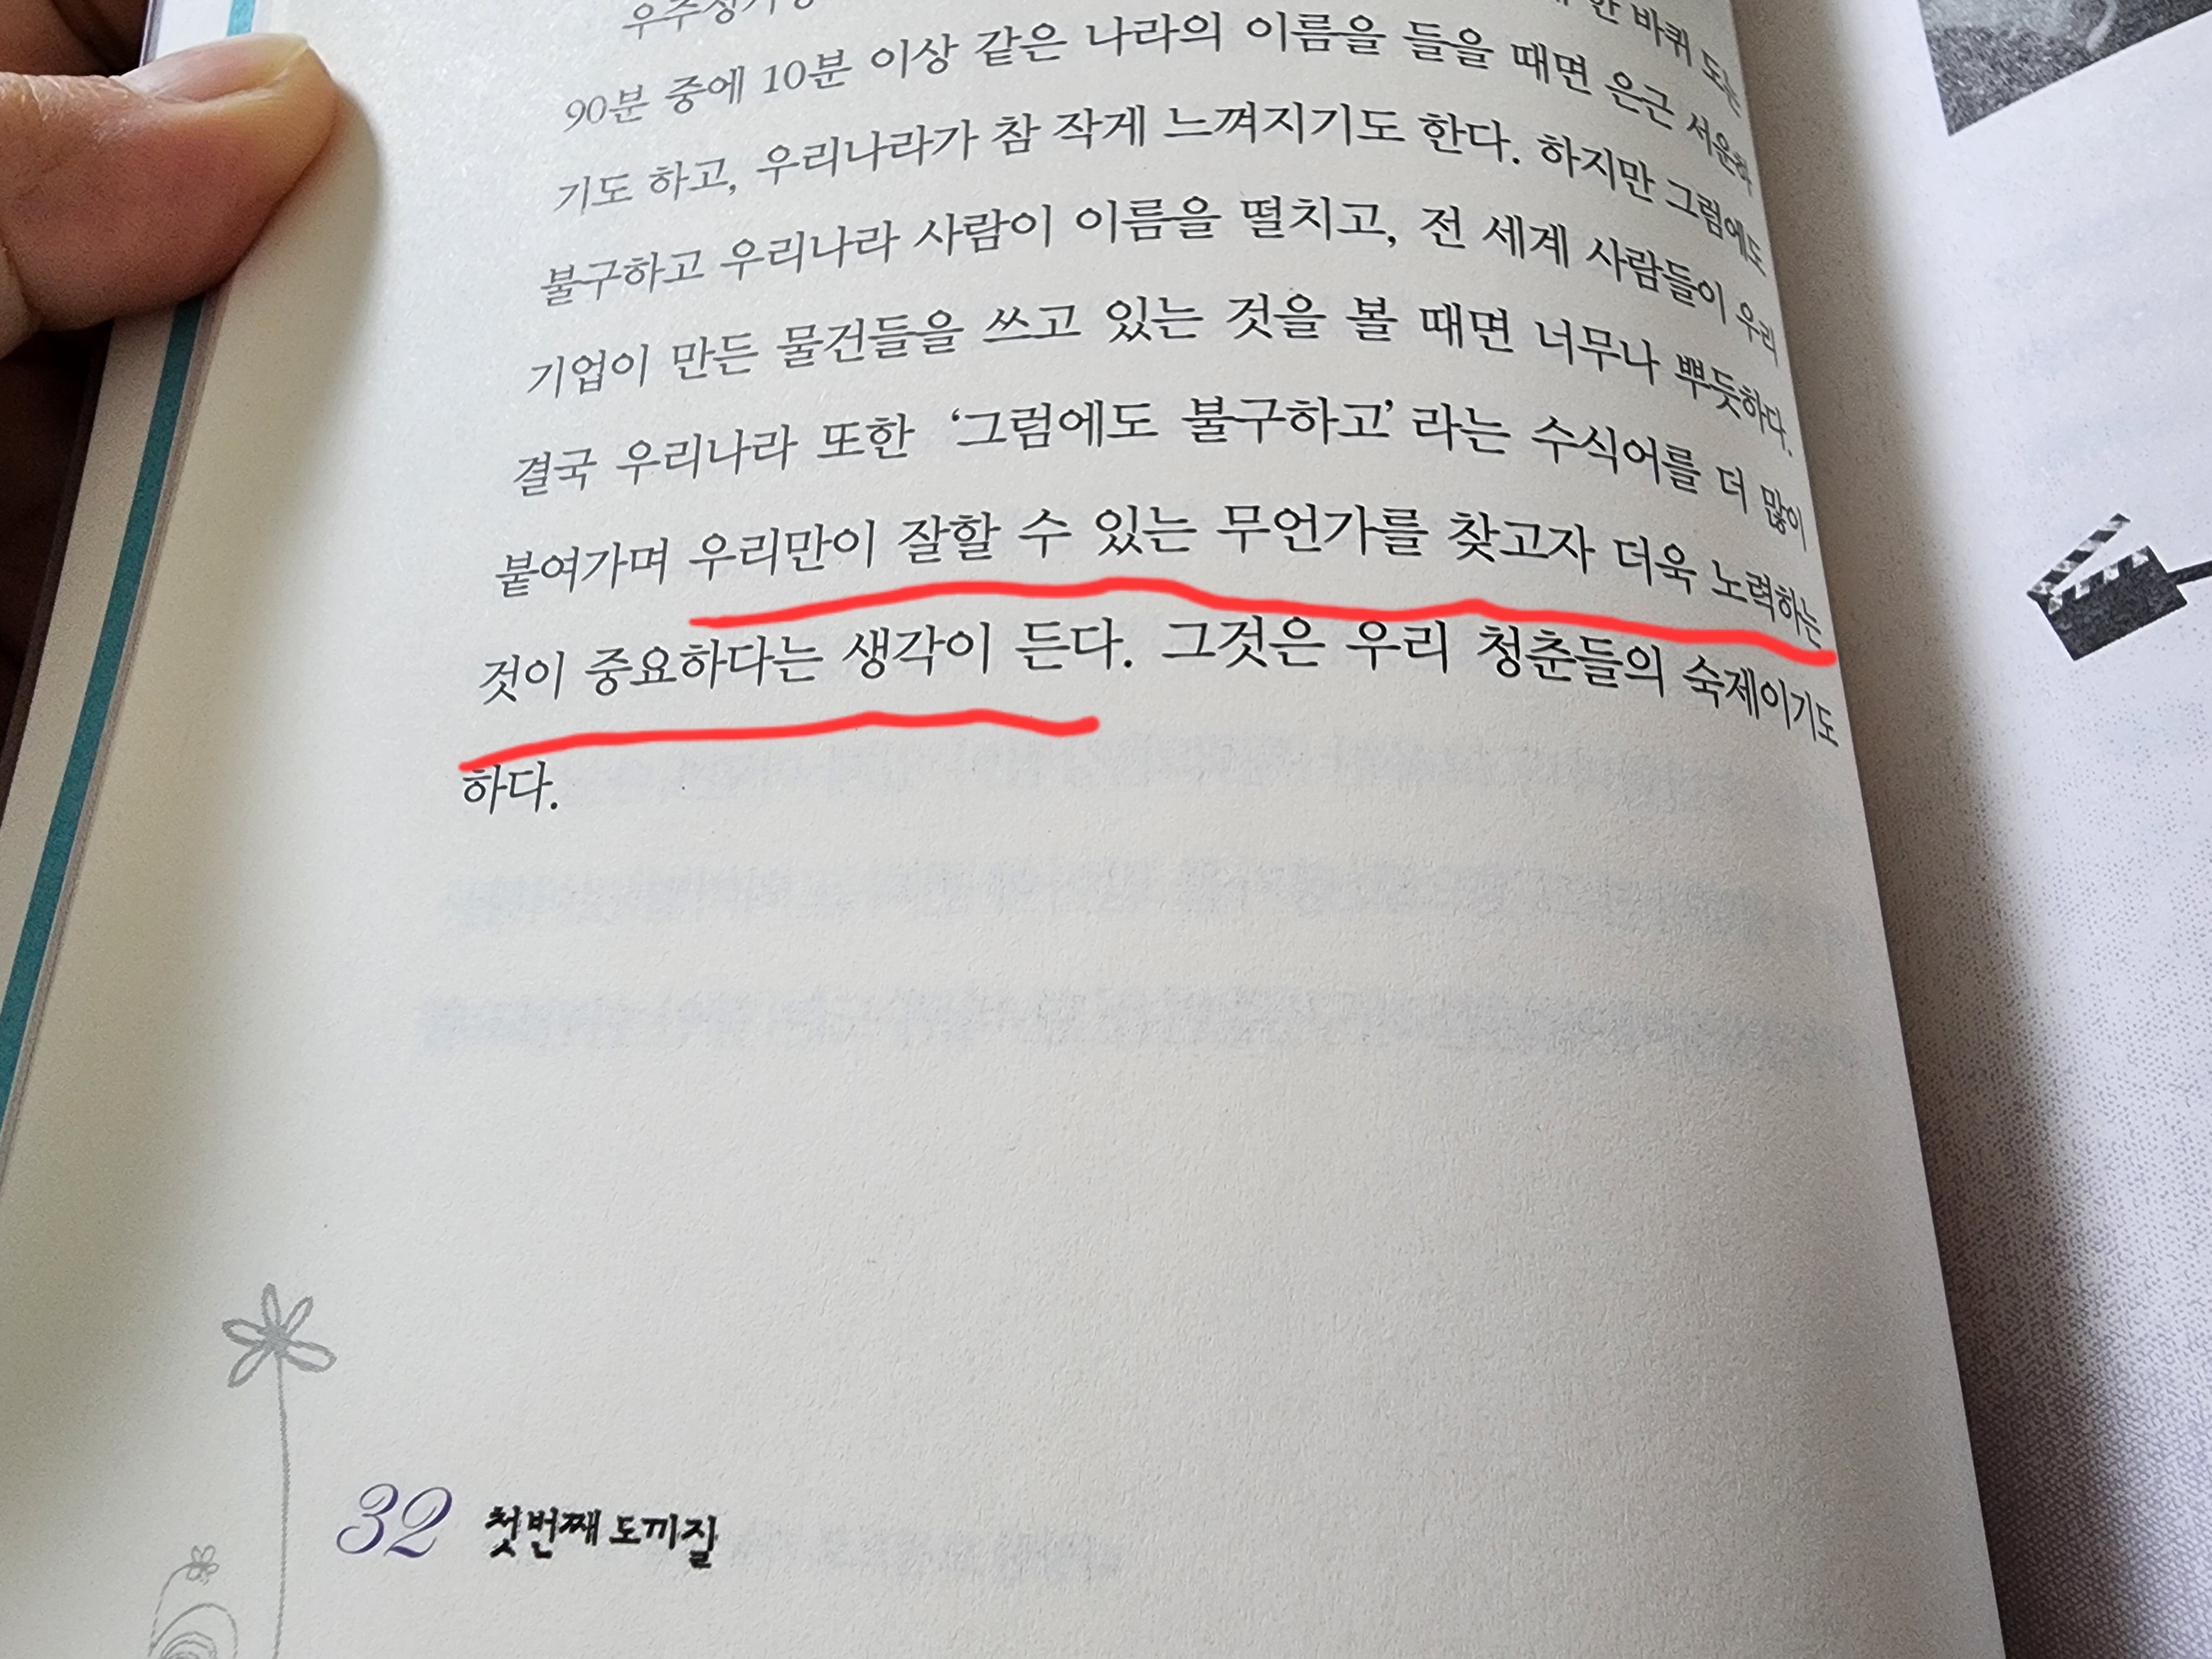 한 바퀴 도는
90분 중에 10분 이상 같은 나라의 이름을 들을 때면 은근 서운하
기도 하고, 우리나라가 참 작게 느껴지기도 한다. 하지만 그럼에도
불구하고 우리나라 사람이 이름을 떨치고, 전 세계 사람들이 우리
기업이 만든 물건들을 쓰고 있는 것을 볼 때면 너무나 뿌듯하다.
결국 우리나라 또한 ‘그럼에도 불구하고’라는 수식어를 더 많이
붙여가며 우리만이 잘할 수 있는 무언가를 찾고자 더욱 노력하는
것이 중요하다는 생각이 든다. 그것은 우리 청춘들의 숙제이기도
하다.
32 첫번째 도끼질